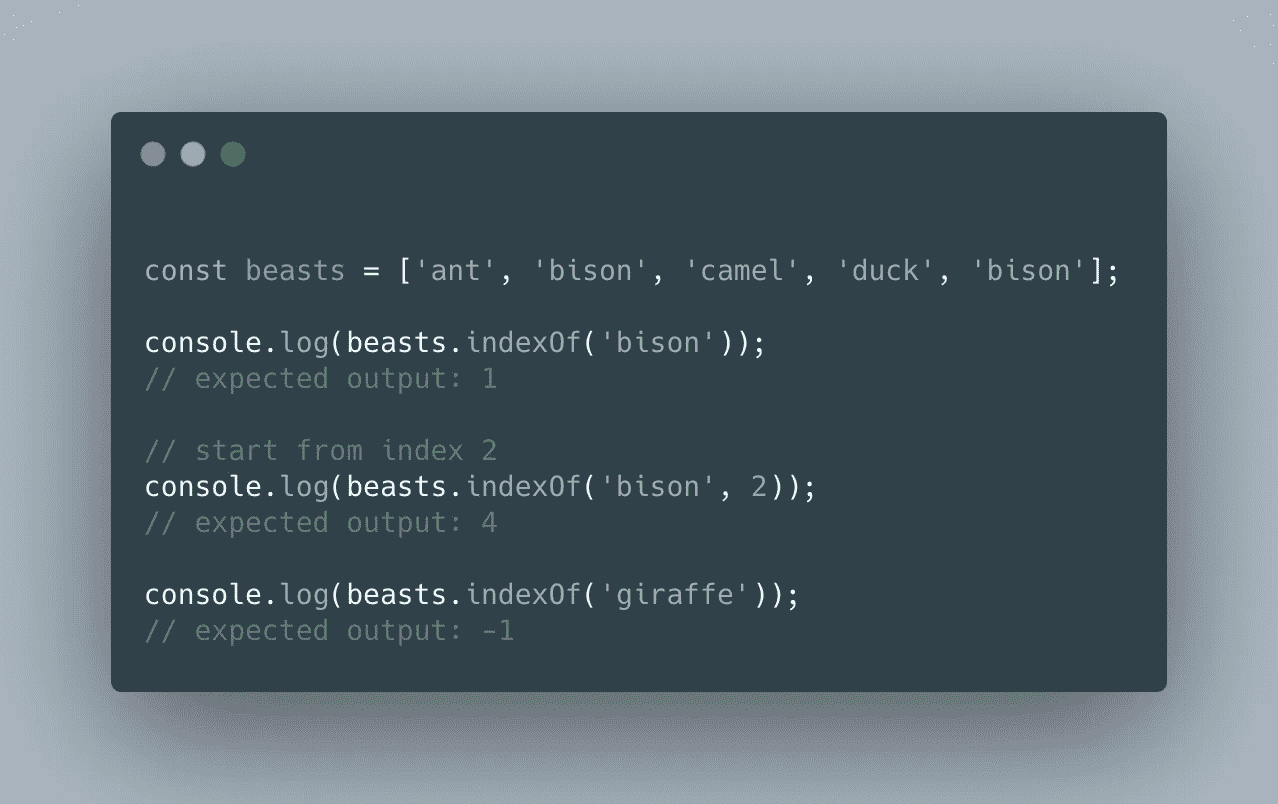 const beasts = ['ant', 'bison', 'camel', 'duck', 'bison'];
console.log(beasts.indexOf('bison'));
// expected output: 1
// start from index 2
console.log(beasts.indexOf('bison', 2));
// expected output: 4
console.log(beasts.indexOf('giraffe'));
// expected output: -1